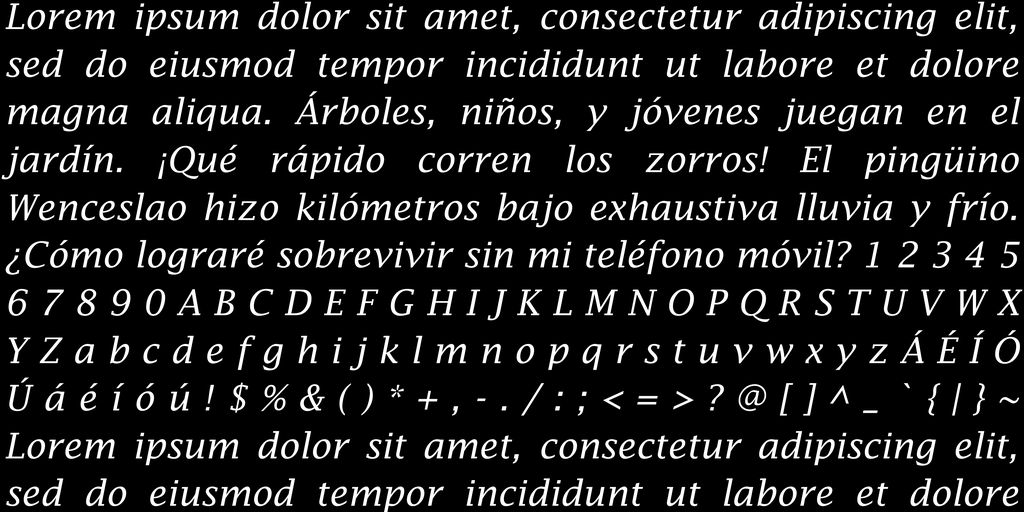 Lorem ipsum dolor sit amet, consectetur adipiscing elit,
sed do eiusmod tempor incididunt ut labore et dolore
magna aliqua. Árboles, niños, y jóvenes juegan en el
jardín. ¡Qué rápido corren los zorros! El pingüino
Wenceslao hizo kilómetros bajo exhaustiva lluvia y frío.
¿Cómo lograré sobrevivir sin mi teléfono móvil? 1 2 3 4 5
6 7 8 9 0 A B C D E F G H I J K L M N O P Q R S T U V W X
Y Z a b c d e f g h i j k l m n o p q r s t u v w x y z Á É Í Ó
Ú á é í ó ú ! $ % & ( ) * + , - . / : ; < = > ? @ [ ] ^ _ ` { | } ~
Lorem ipsum dolor sit amet, consectetur adipiscing elit,
sed do eiusmod tempor incididunt ut labore et dolore